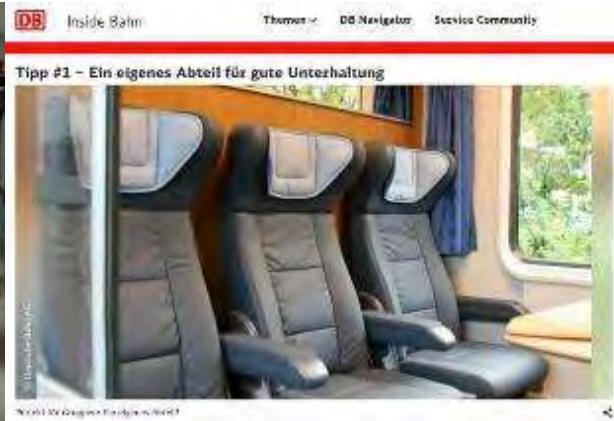 DB Inside Bahn Themen DB Navigator Service Community
Tipp #1 – Ein eigenes Abteil für gute Unterhaltung